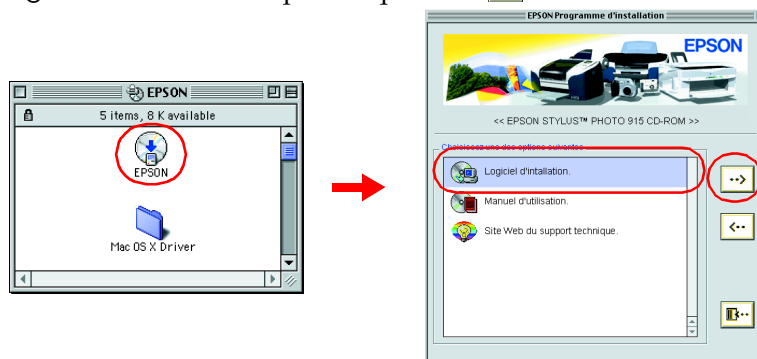 EPSON
5 items, 8 K available
EPSON
Mac OS X Driver
EPSON Programme d'installation
EPSON
<< EPSON STYLUS™ PHOTO 915 CD-ROM >>
Choisissez une des options suivantes
Logiciel d'intallation.
Manuel d'utilisation.
Site Web du support technique.